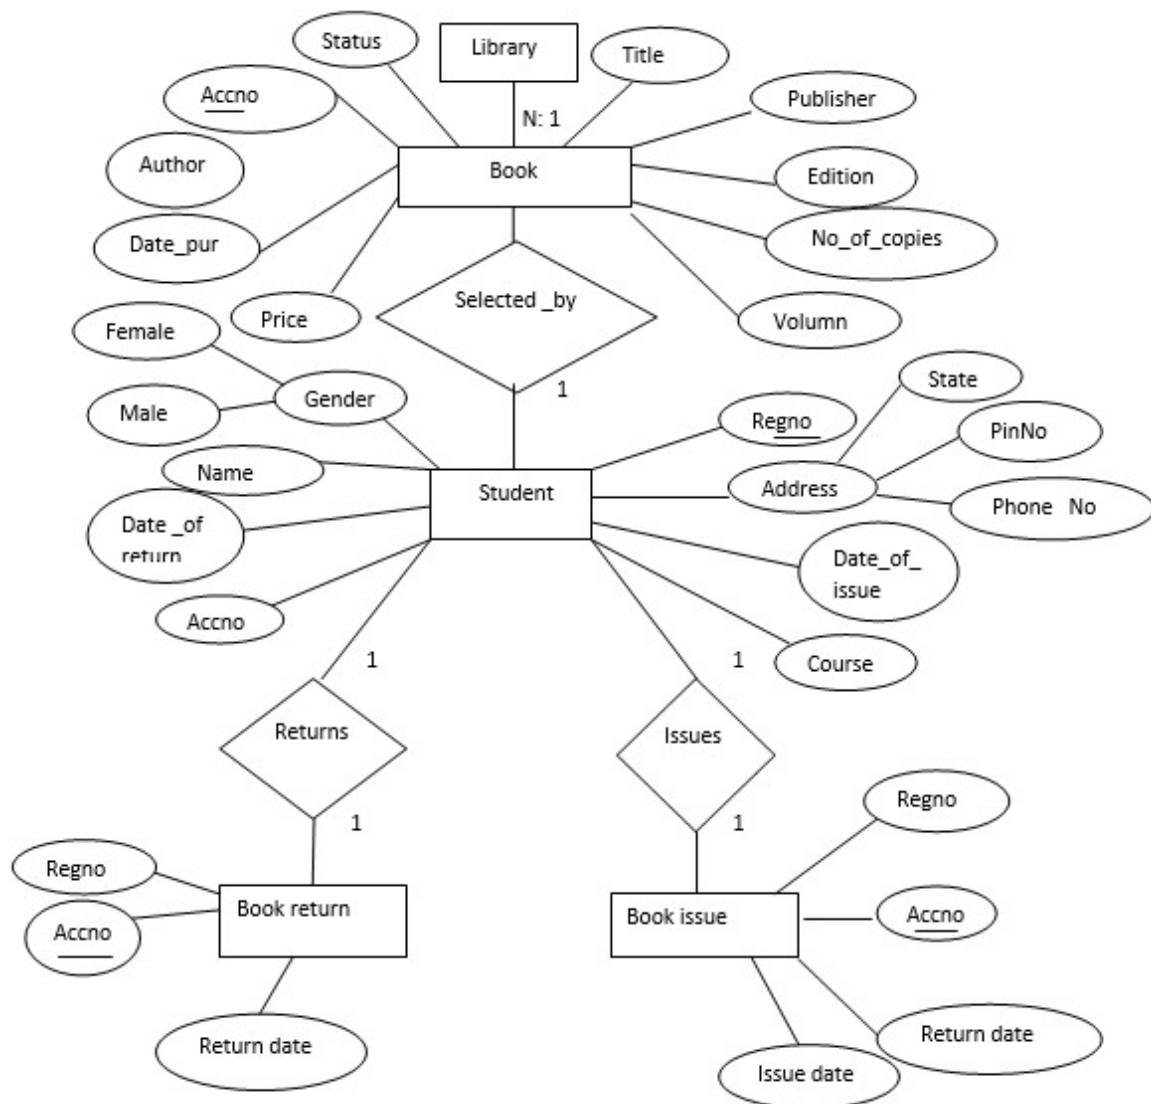 Status
Library
Title
Accno
Publisher
N: 1
Author
Book
Edition
Date_pur
No_of_copies
Selected _by
Price
Volumn
Female
Gender
1
State
Male
Regno
PinNo
Name
Student
Address
Phone No
Date _of
return
Date_of_
issue
Accno
Course
1
1
Returns
Issues
1
1
Regno
Regno
Book return
Book issue
Accno
Accno
Return date
Return date
Issue date